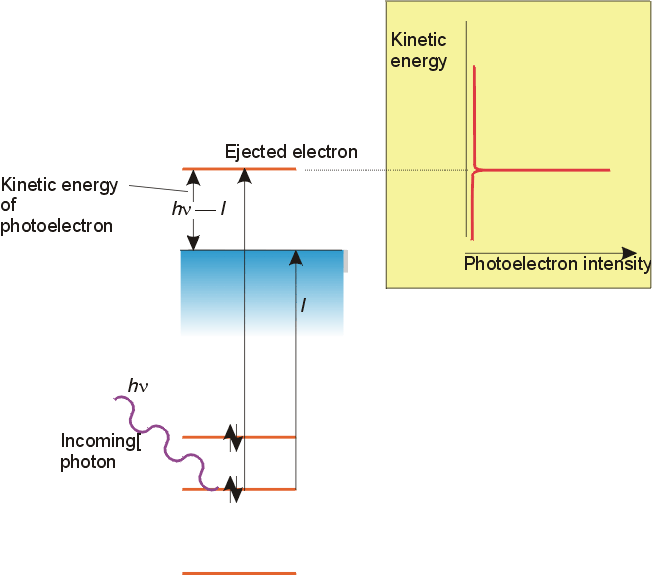 Kinetic
energy
Ejected electron
Kinetic energy
of
photoelectron
hν — I
Photoelectron intensity
I
hν
Incoming
photon